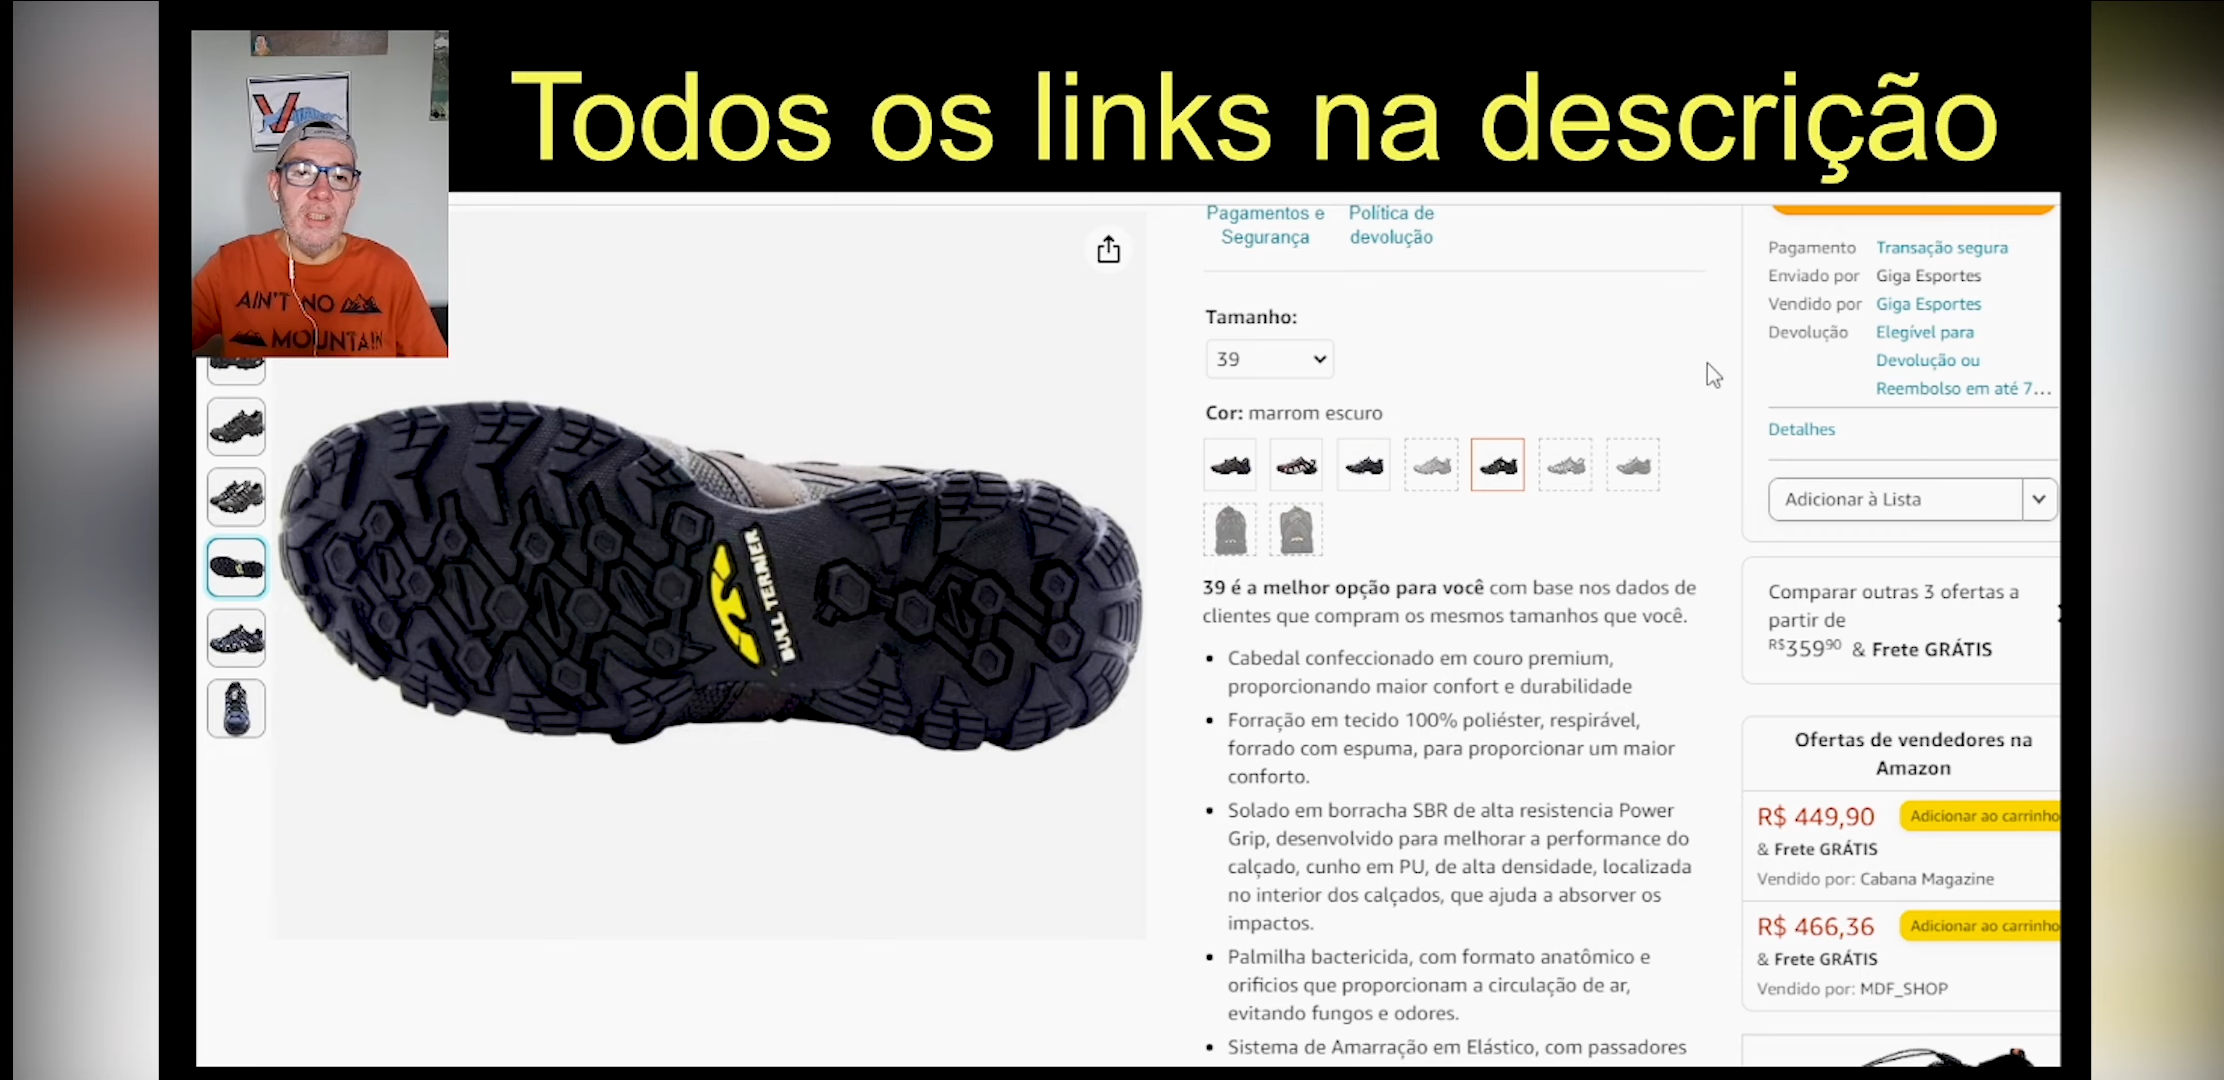 Todos os links na descrição
AIN'T NO
MOUNTAIN
Pagamentos e
Segurança
Política de
devolução
Tamanho:
39
Cor: marrom escuro
39 é a melhor opção para você com base nos dados de
clientes que compram os mesmos tamanhos que você.
Cabedal confeccionado em couro premium,
proporcionando maior confort e durabilidade
Forração em tecido 100% poliéster, respirável,
forrado com espuma, para proporcionar um maior
conforto.
Solado em borracha SBR de alta resistencia Power
Grip, desenvolvido para melhorar a performance do
calçado, cunho em PU, de alta densidade, localizada
no interior dos calçados, que ajuda a absorver os
impactos.
Palmilha bactericida, com formato anatômico e
orificios que proporcionam a circulação de ar,
evitando fungos e odores.
Sistema de Amarração em Elástico, com passadores
BULL TERRIER
Pagamento Transação segura
Enviado por Giga Esportes
Vendido por Giga Esportes
Devolução Elegível para
Devolução ou
Reembolso em até 7...
Detalhes
Adicionar à Lista
Comparar outras 3 ofertas a
partir de
R$35990 & Frete GRÁTIS
Ofertas de vendedores na
Amazon
R$ 449,90 Adicionar ao carrinho
& Frete GRÁTIS
Vendido por: Cabana Magazine
R$ 466,36 Adicionar ao carrinho
& Frete GRÁTIS
Vendido por: MDF_SHOP